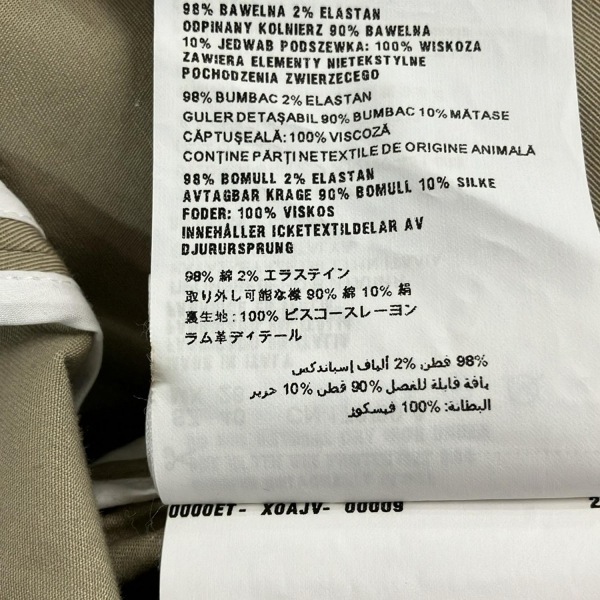 98% BAWELNA 2% ELASTAN
ODPINANY KOLNIERZ 90% BAWELNA
10% JEDWAB PODSZEWKA: 100% WISKOZA
ZAWIERA ELEMENTY NIETEKSTYLNE
POCHODZENIA ZWIERZECEGO
98% BUMBAC 2% ELASTAN
GULER DETAŞABIL 90% BUMBAC 10% MĂTASE
CĂPTUŞEALĂ: 100% VISCOZĂ
CONŢINE PĂRŢI NETEXTILE DE ORIGINE ANIMALĂ
98% BOMULL 2% ELASTAN
AVTAGBAR KRAGE 90% BOMULL 10% SILKE
FODER: 100% VISKOS
INNEHÅLLER ICKETEXTILDELAR AV
DJURURSPRUNG
98% 綿 2% エラステイン
取り外し可能な襟 90% 綿 10% 絹
裏生地: 100% ビスコースレーヨン
ラム革ディテール
98% قطن، 2% ألياف إسباندكس
ياقة قابلة للفصل %90 قطن %10 حرير
البطانة: %100 فيسكوز
0000ET- X0AJV- 00009
2